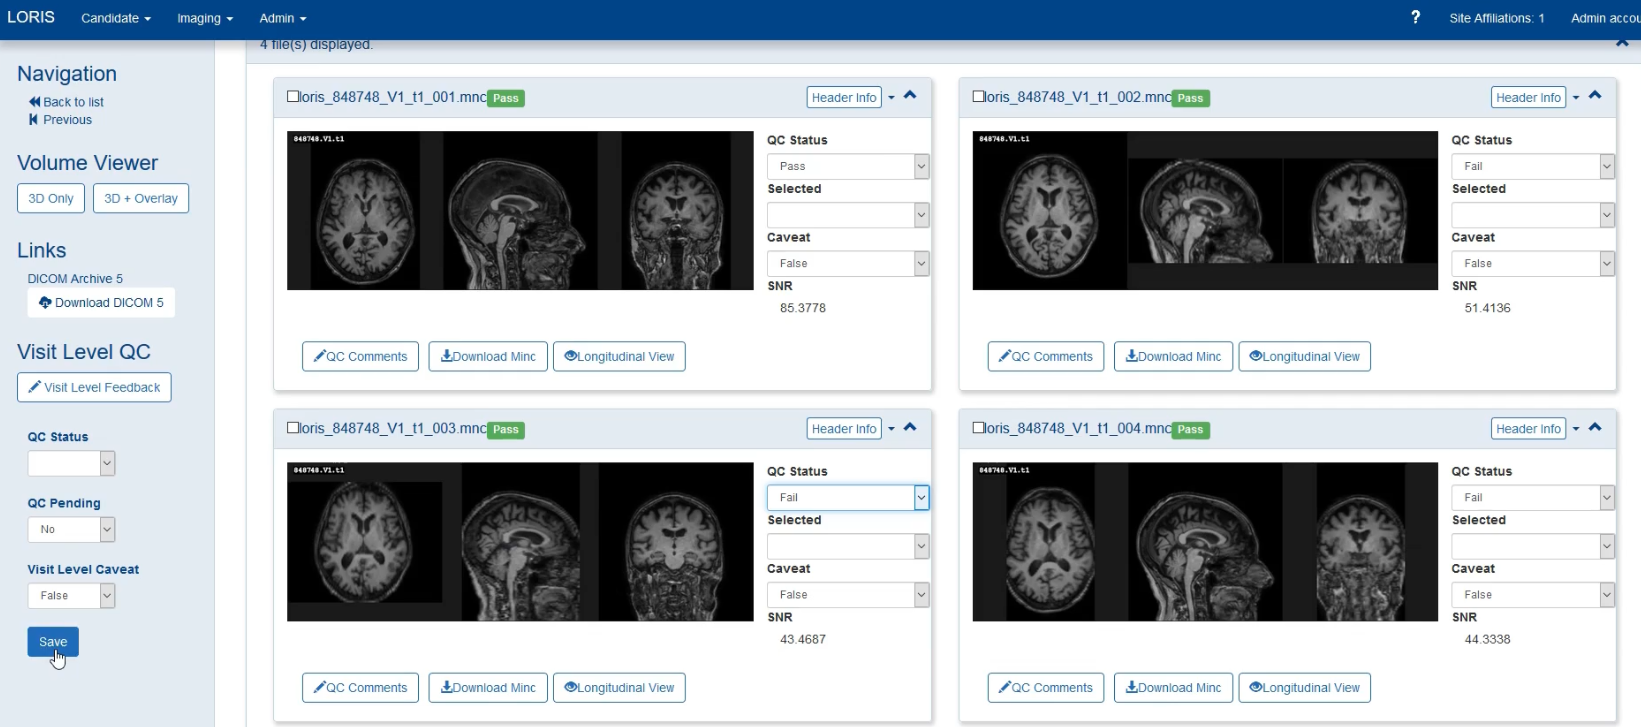 LORIS Candidate Imaging Admin ? Site Affiliations: 1 Admin accou
4 file(s) displayed.
Navigation
Back to list
Previous
Volume Viewer
3D Only 3D + Overlay
Links
DICOM Archive 5
Download DICOM 5
Visit Level QC
Visit Level Feedback
QC Status
QC Pending
No
Visit Level Caveat
False
Save
loris_848748_V1_t1_001.mnc Pass Header Info
848748.V1.t1
QC Status
Pass
Selected
Caveat
False
SNR
85.3778
QC Comments Download Minc Longitudinal View
loris_848748_V1_t1_002.mnc Pass Header Info
848748.V1.t1
QC Status
Fail
Selected
Caveat
False
SNR
51.4136
QC Comments Download Minc Longitudinal View
loris_848748_V1_t1_003.mnc Pass Header Info
848748.V1.t1
QC Status
Fail
Selected
Caveat
False
SNR
43.4687
QC Comments Download Minc Longitudinal View
loris_848748_V1_t1_004.mnc Pass Header Info
848748.V1.t1
QC Status
Fail
Selected
Caveat
False
SNR
44.3338
QC Comments Download Minc Longitudinal View